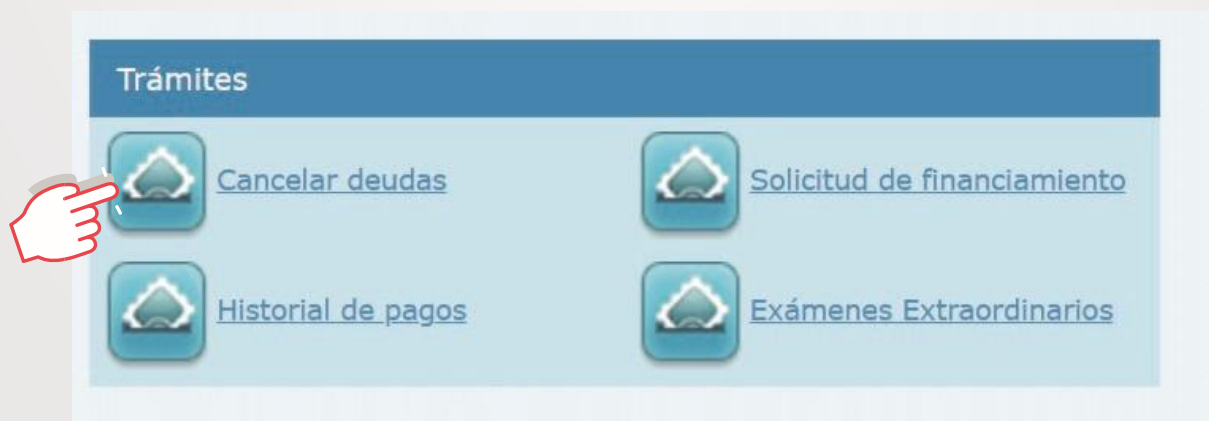 Trámites
Cancelar deudas
Solicitud de financiamiento
Historial de pagos
Exámenes Extraordinarios